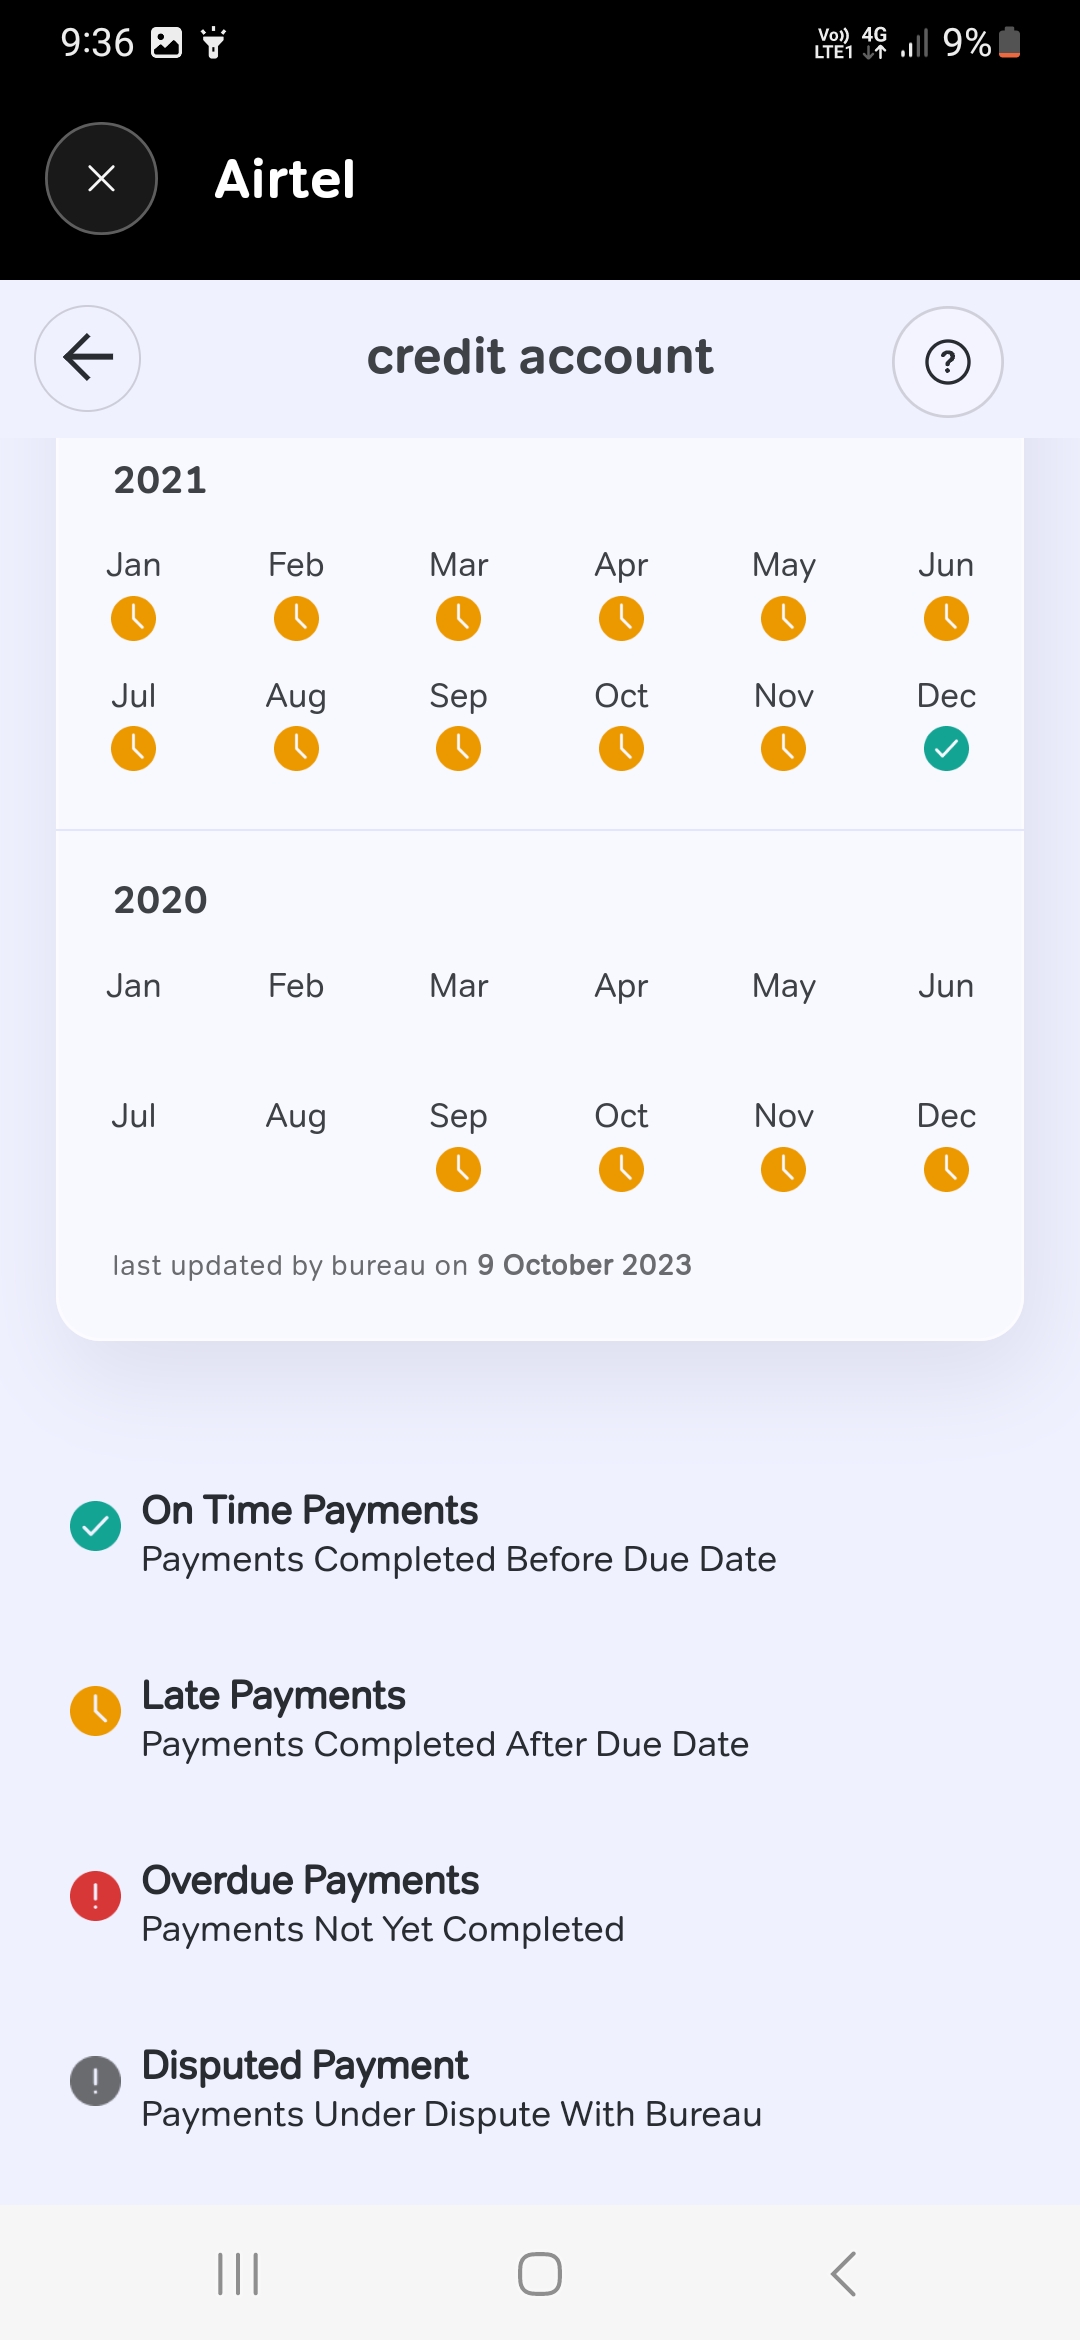 9:36
Vo)) 4G
LTE1 9%
Airtel
credit account
2021
Jan Feb Mar Apr May Jun
Jul Aug Sep Oct Nov Dec
2020
Jan Feb Mar Apr May Jun
Jul Aug Sep Oct Nov Dec
last updated by bureau on 9 October 2023
On Time Payments
Payments Completed Before Due Date
Late Payments
Payments Completed After Due Date
Overdue Payments
Payments Not Yet Completed
Disputed Payment
Payments Under Dispute With Bureau